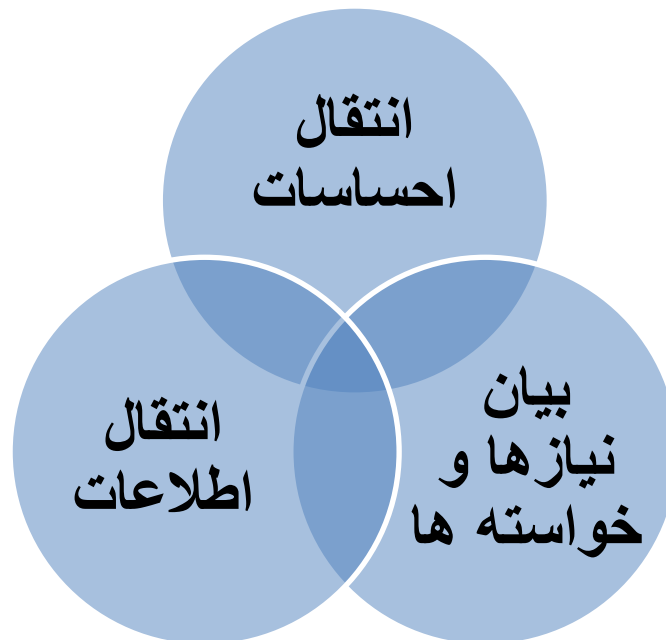 انتقال
احساسات
بیان
نیازها و
خواسته ها
انتقال
اطلاعات